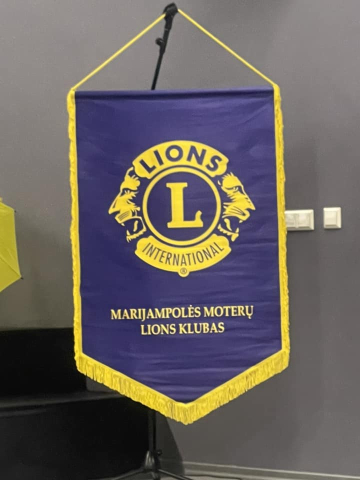 LIONS
L
INTERNATIONAL
®
MARIJAMPOLĖS MOTERŲ
LIONS KLUBAS